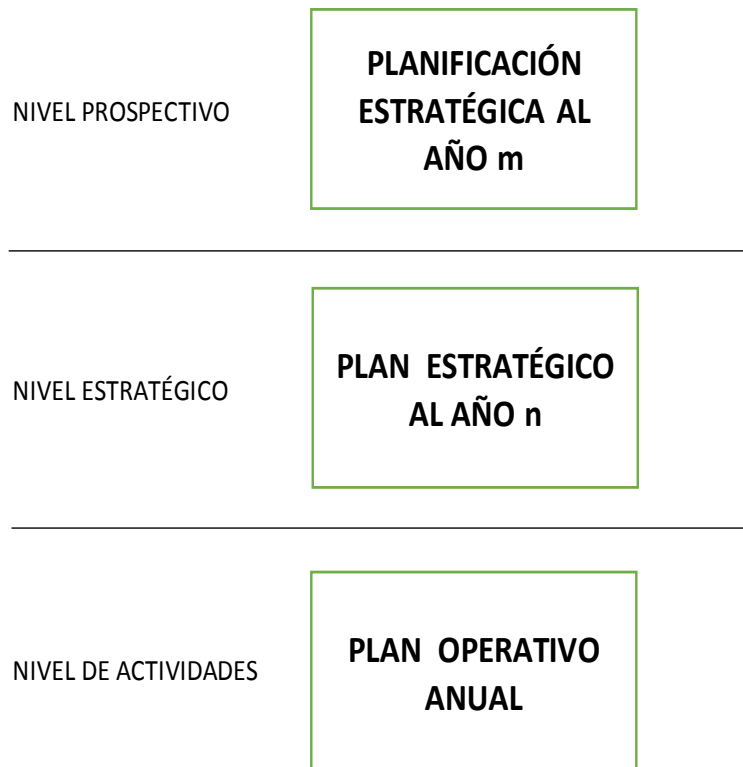 NIVEL PROSPECTIVO
PLANIFICACIÓN
ESTRATÉGICA AL
AÑO m
NIVEL ESTRATÉGICO
PLAN ESTRATÉGICO
AL AÑO n
NIVEL DE ACTIVIDADES
PLAN OPERATIVO
ANUAL